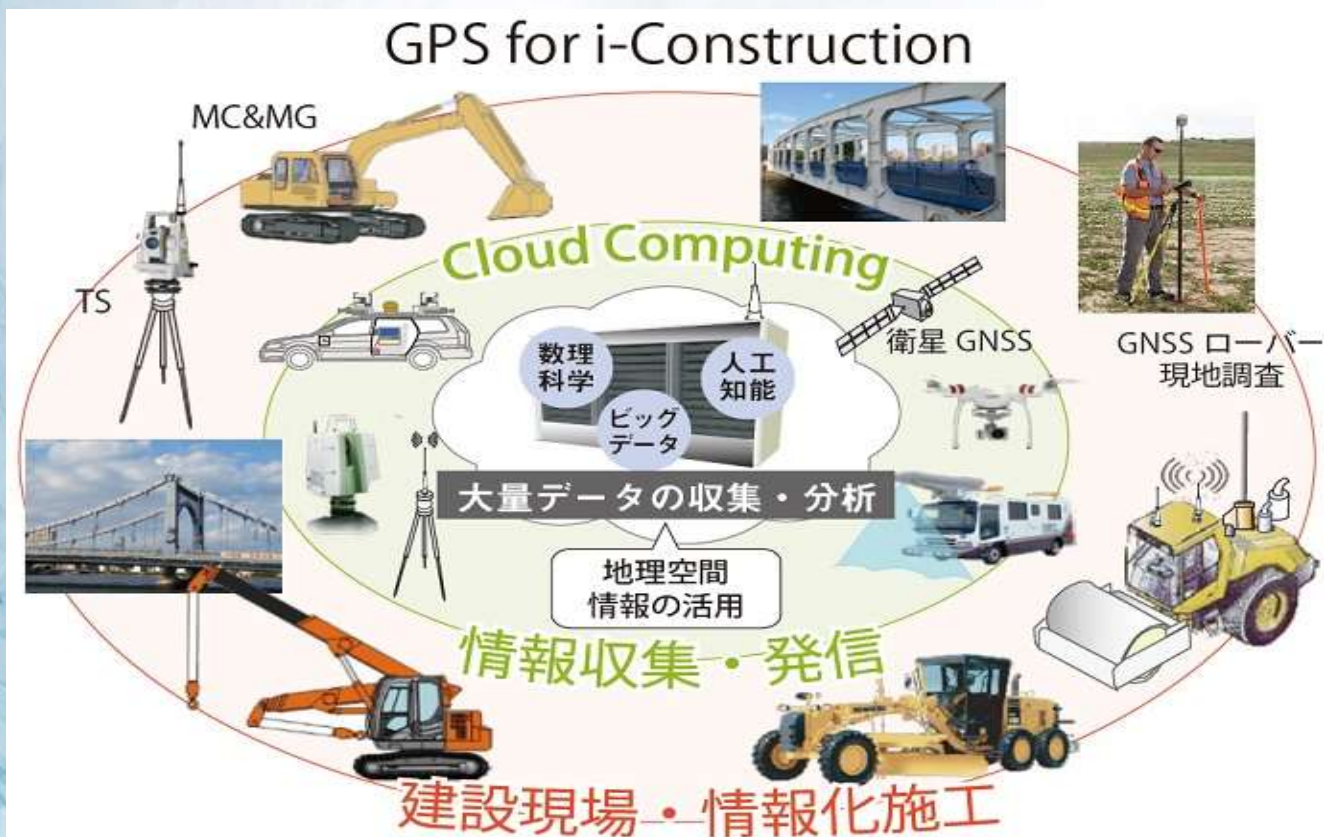 GPS for i-Construction
MC&MG
TS
Cloud Computing
衛星 GNSS
GNSS ローバー
現地調査
数理
科学
人工
知能
ビッグ
データ
大量データの収集・分析
地理空間
情報の活用
情報収集・発信
建設現場・情報化施工